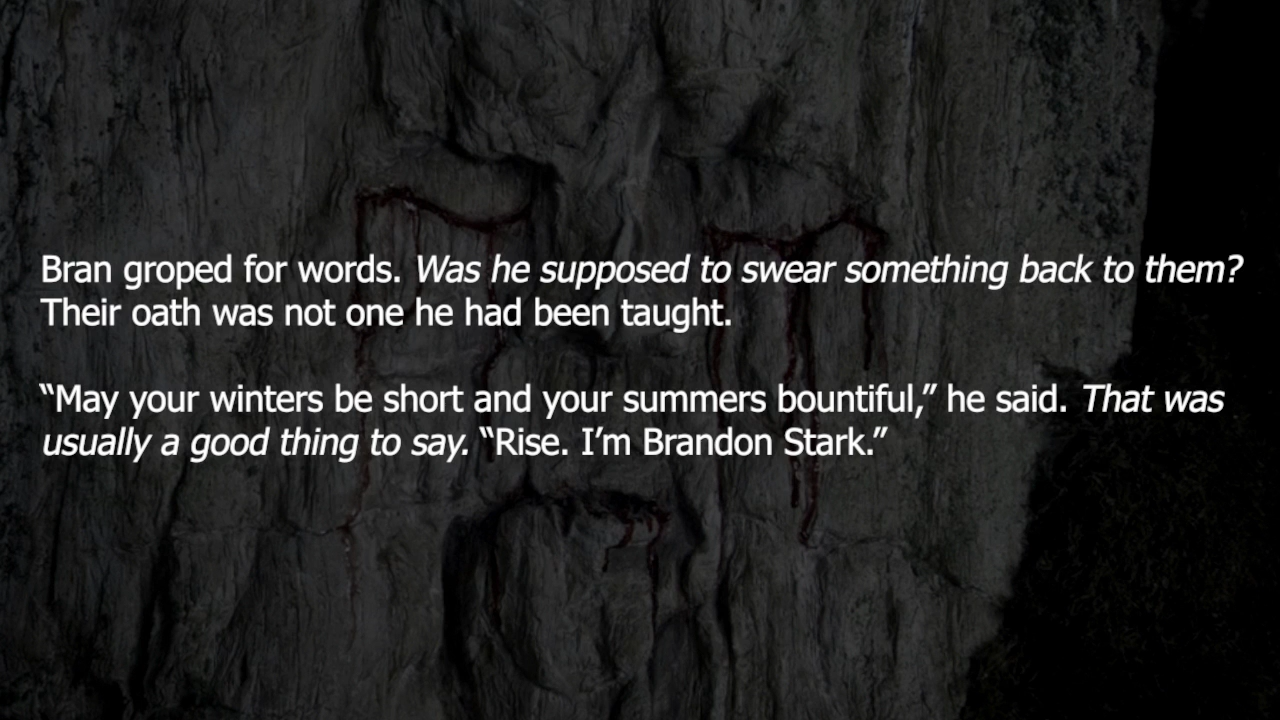 Bran groped for words. Was he supposed to swear something back to them?
Their oath was not one he had been taught.
“May your winters be short and your summers bountiful,” he said. That was
usually a good thing to say. “Rise. I’m Brandon Stark.”